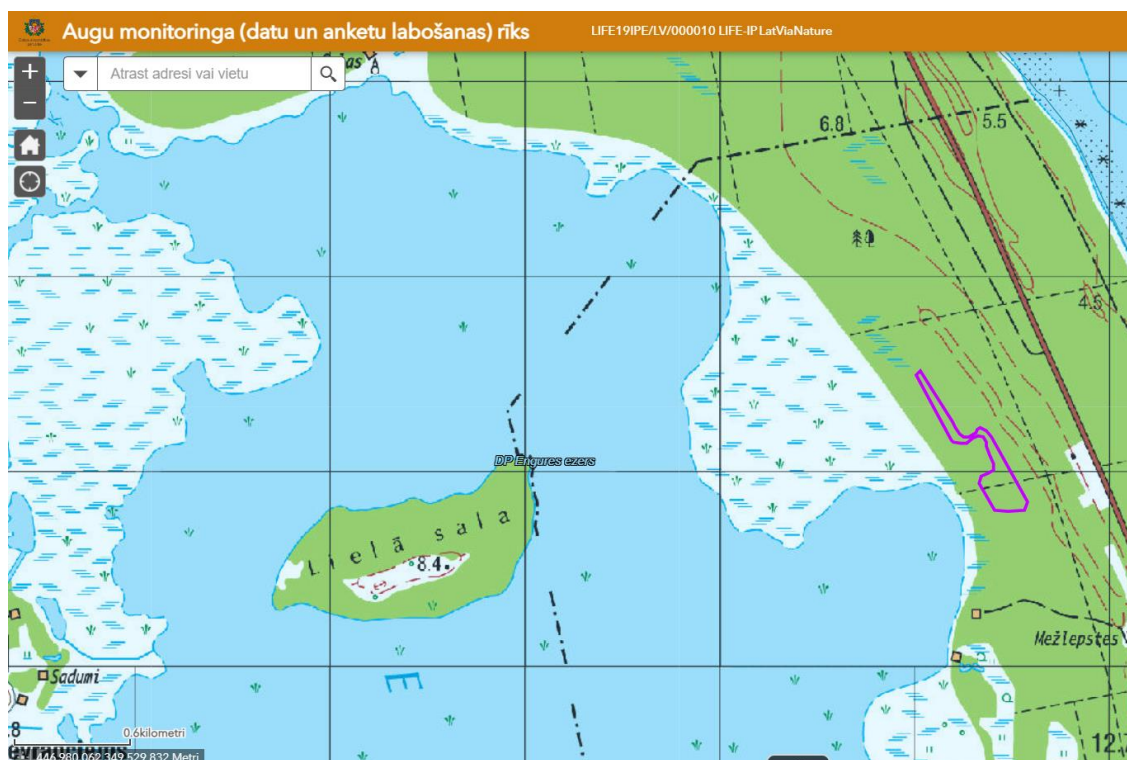 Augu monitoringa (datu un anketu labošanas) rīks
LIFE19IPE/LV/000010 LIFE-IP LatViaNature
Atrast adresi vai vietu
6.8
5.5
4.5
DP Engures ezers
Lielā sala
8.4
Mežlepstes
Sadumi
E
.8
0.6kilometri
12.7
446,980.062 349,529.832 Metri